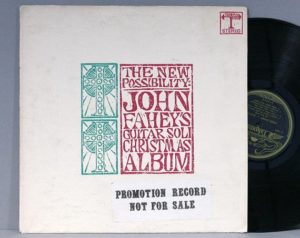 THE NEW
POSSIBILITY:
JOHN
FAHEY'S
GUITAR SOLI
CHRISTMAS
ALBUM
PROMOTION RECORD
NOT FOR SALE